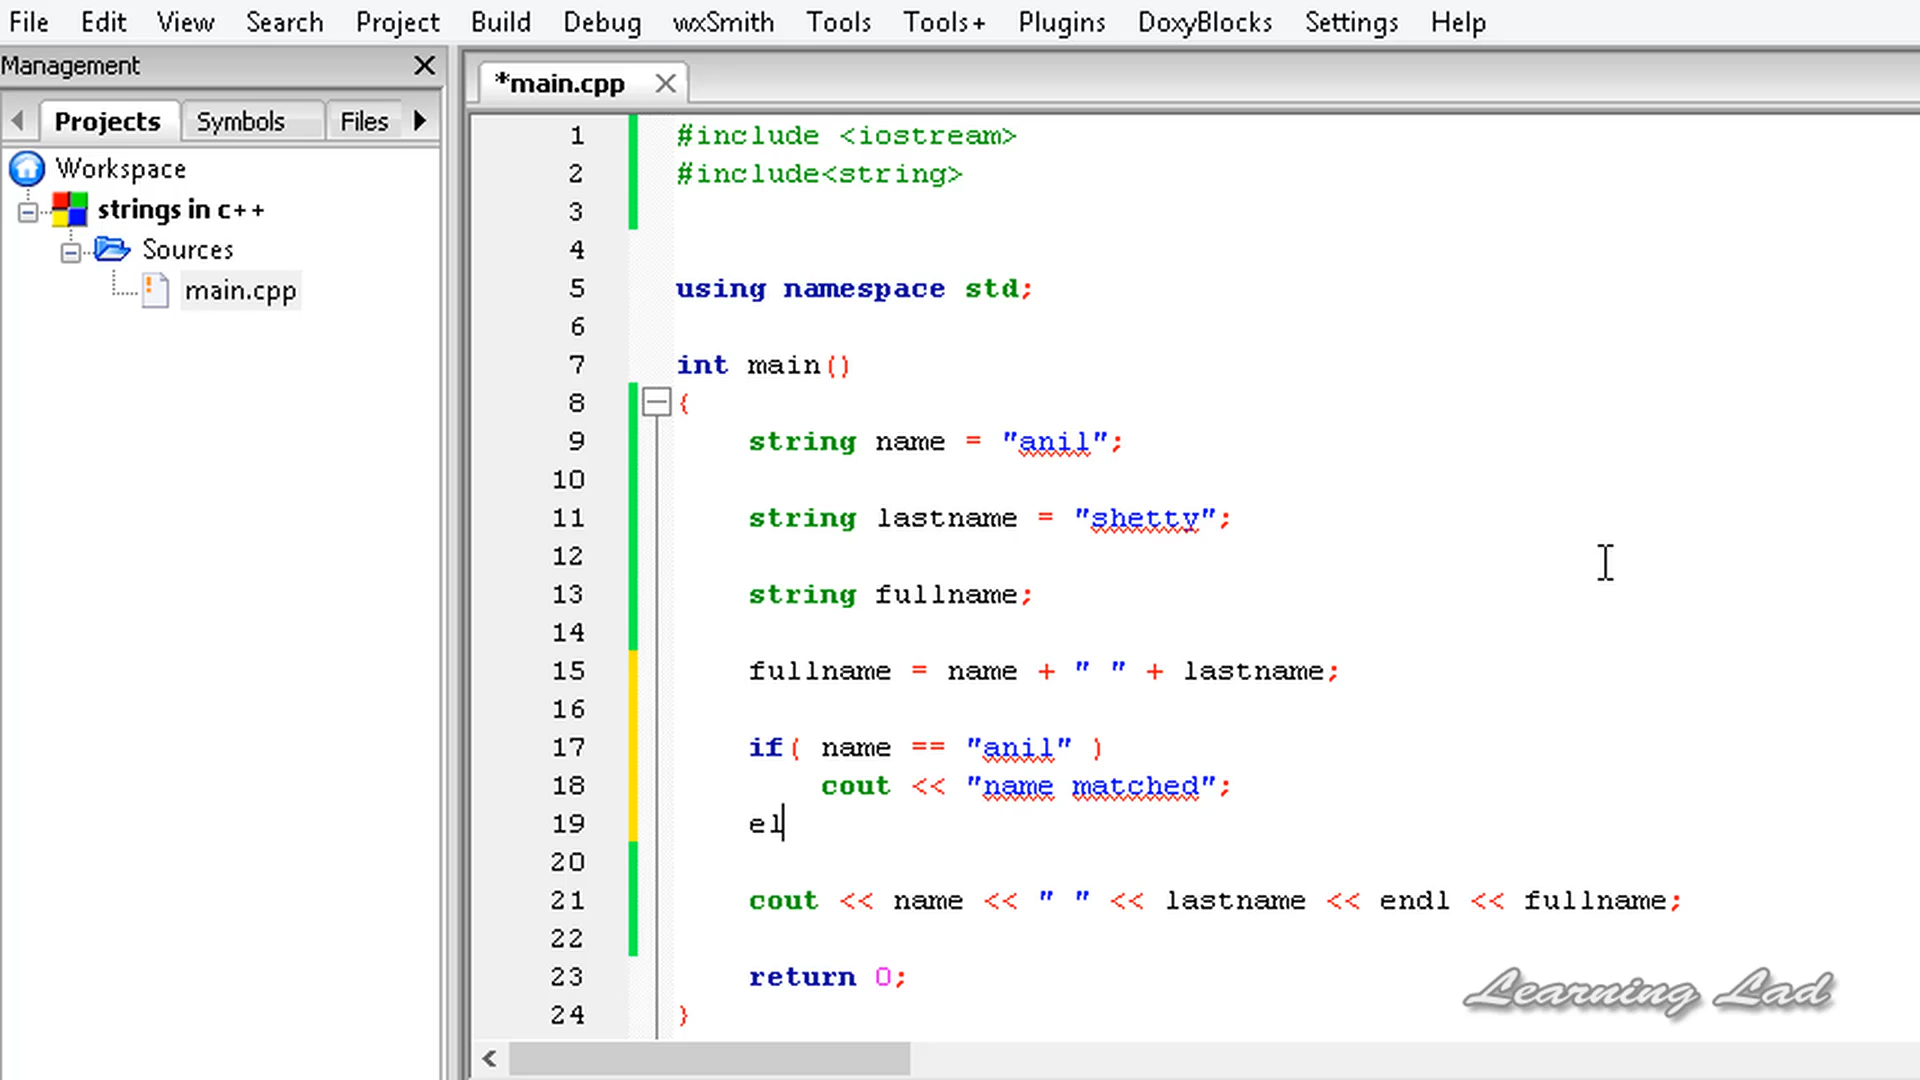 File Edit View Search Project Build Debug wxSmith Tools Tools+ Plugins DoxyBlocks Settings Help
Management
Projects Symbols Files
Workspace
strings in c++
Sources
main.cpp
*main.cpp
1 #include <iostream>
2 #include<string>
3
4
5 using namespace std;
6
7 int main()
8 {
9 string name = "anil";
10
11 string lastname = "shetty";
12
13 string fullname;
14
15 fullname = name + " " + lastname;
16
17 if( name == "anil" )
18 cout << "name matched";
19 el
20
21 cout << name << " " << lastname << endl << fullname;
22
23 return 0;
24 }
Learning Lad